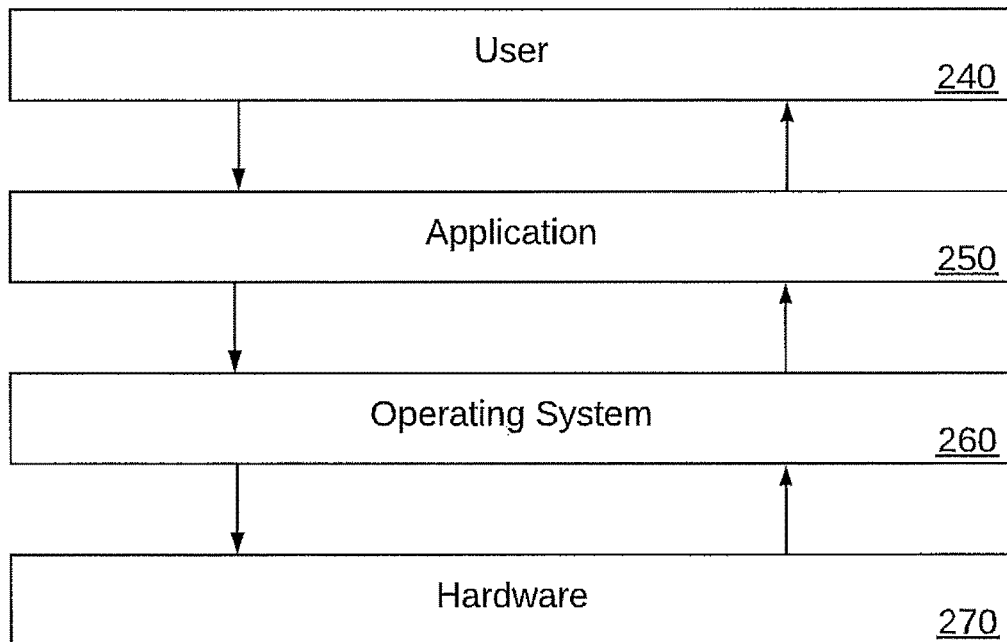 User
240
Application
250
Operating System
260
Hardware
270